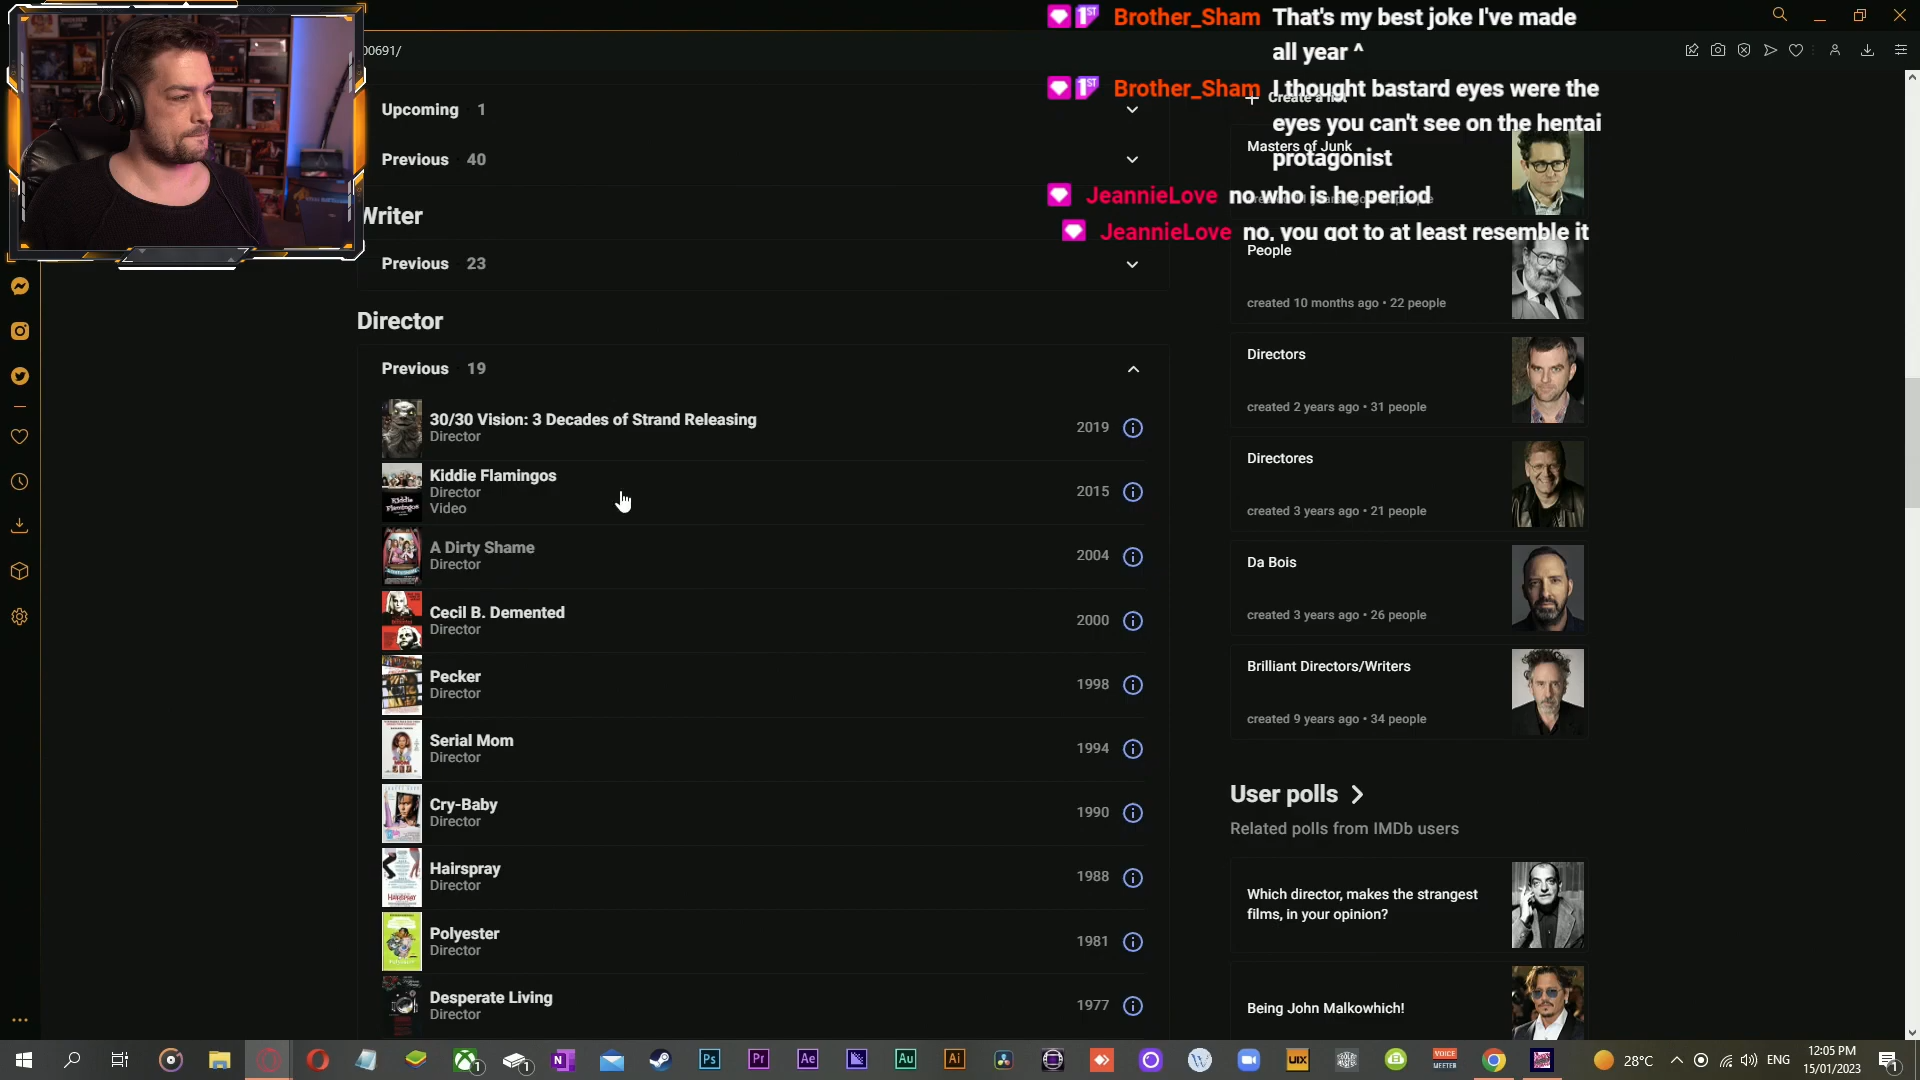 00691/
Brother_Sham That's my best joke I've made
all year ^
Brother_Sham I thought bastard eyes were the
eyes you can't see on the hentai
protagonist
JeannieLove no who is he period
JeannieLove no, you got to at least resemble it
Upcoming 1
Previous 40
Writer
Previous 23
Director
Previous 19
30/30 Vision: 3 Decades of Strand Releasing
Director
2019
Kiddie Flamingos
Director
Video
2015
A Dirty Shame
Director
2004
Cecil B. Demented
Director
2000
Pecker
Director
1998
Serial Mom
Director
1994
Cry-Baby
Director
1990
Hairspray
Director
1988
Polyester
Director
1981
Desperate Living
Director
1977
Create a list
Masters of Junk
People
created 10 months ago • 22 people
Directors
created 2 years ago • 31 people
Directores
created 3 years ago • 21 people
Da Bois
created 3 years ago • 26 people
Brilliant Directors/Writers
created 9 years ago • 34 people
User polls
Related polls from IMDb users
Which director, makes the strangest
films, in your opinion?
Being John Malkowhich!
28°C
ENG
12:05 PM
15/01/2023